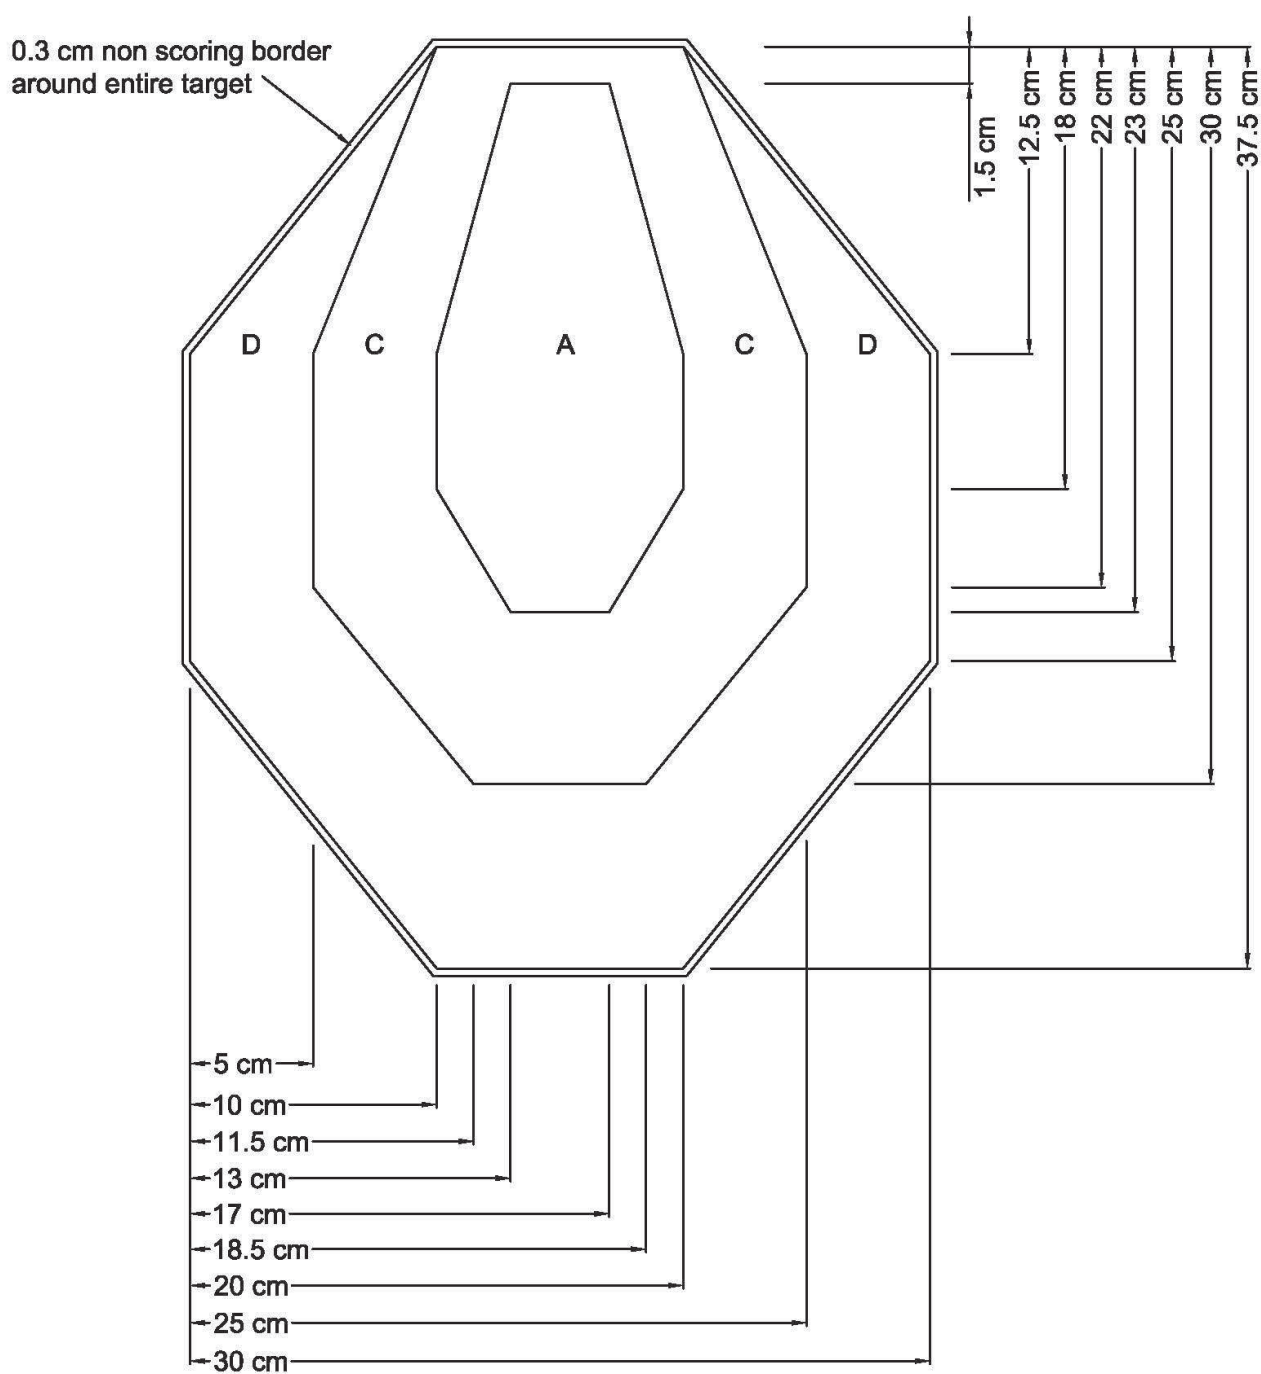 0.3 cm non scoring border
around entire target
1.5 cm
12.5 cm
18 cm
22 cm
23 cm
25 cm
30 cm
37.5 cm
D
C
A
C
D
5 cm
10 cm
11.5 cm
13 cm
17 cm
18.5 cm
20 cm
25 cm
30 cm